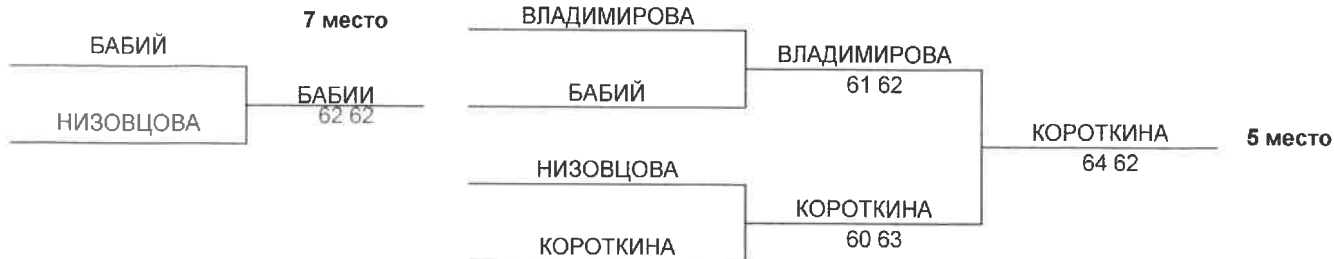 7 место
БАБИЙ
БАБИИ
62 62
НИЗОВЦОВА
ВЛАДИМИРОВА
ВЛАДИМИРОВА
61 62
БАБИЙ
КОРОТКИНА
64 62
5 место
НИЗОВЦОВА
КОРОТКИНА
60 63
КОРОТКИНА